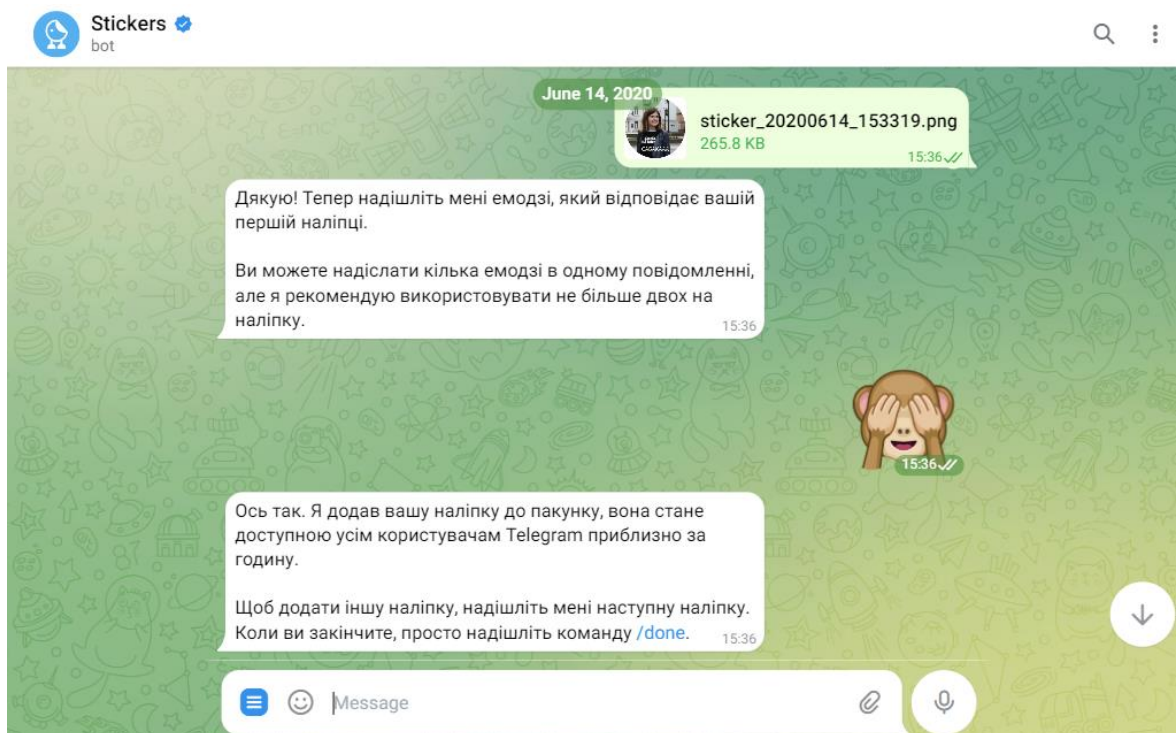 Stickers
bot
June 14, 2020
sticker_20200614_153319.png
265.8 KB
15:36
Дякую! Тепер надішліть мені емодзі, який відповідає вашій
першій наліпці.
Ви можете надіслати кілька емодзі в одному повідомленні,
але я рекомендую використовувати не більше двох на
наліпку.
15:36
15:36
Ось так. Я додав вашу наліпку до пакунку, вона стане
доступною усім користувачам Telegram приблизно за
годину.
Щоб додати іншу наліпку, надішліть мені наступну наліпку.
Коли ви закінчите, просто надішліть команду /done.
15:36
Message